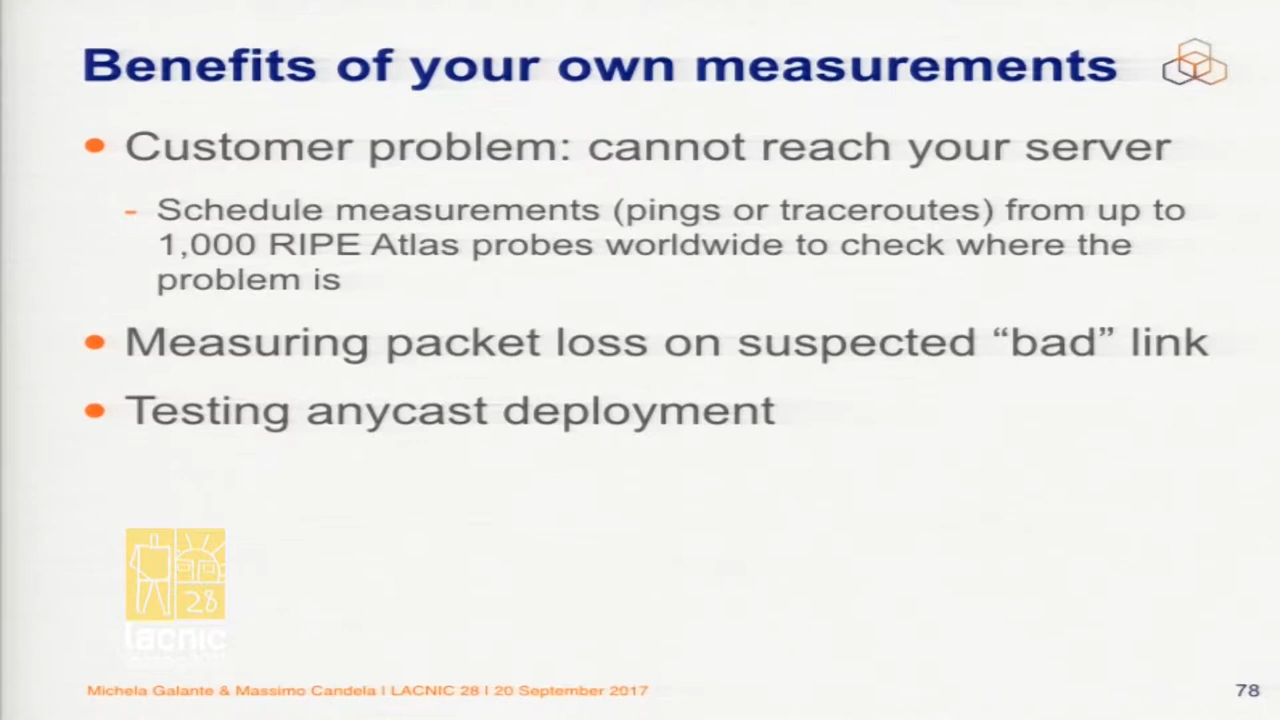 Benefits of your own measurements
• Customer problem: cannot reach your server
- Schedule measurements (pings or traceroutes) from up to
1,000 RIPE Atlas probes worldwide to check where the
problem is
• Measuring packet loss on suspected “bad” link
• Testing anycast deployment
28
lacnic
Michela Galante & Massimo Candela | LACNIC 28 | 20 September 2017
78